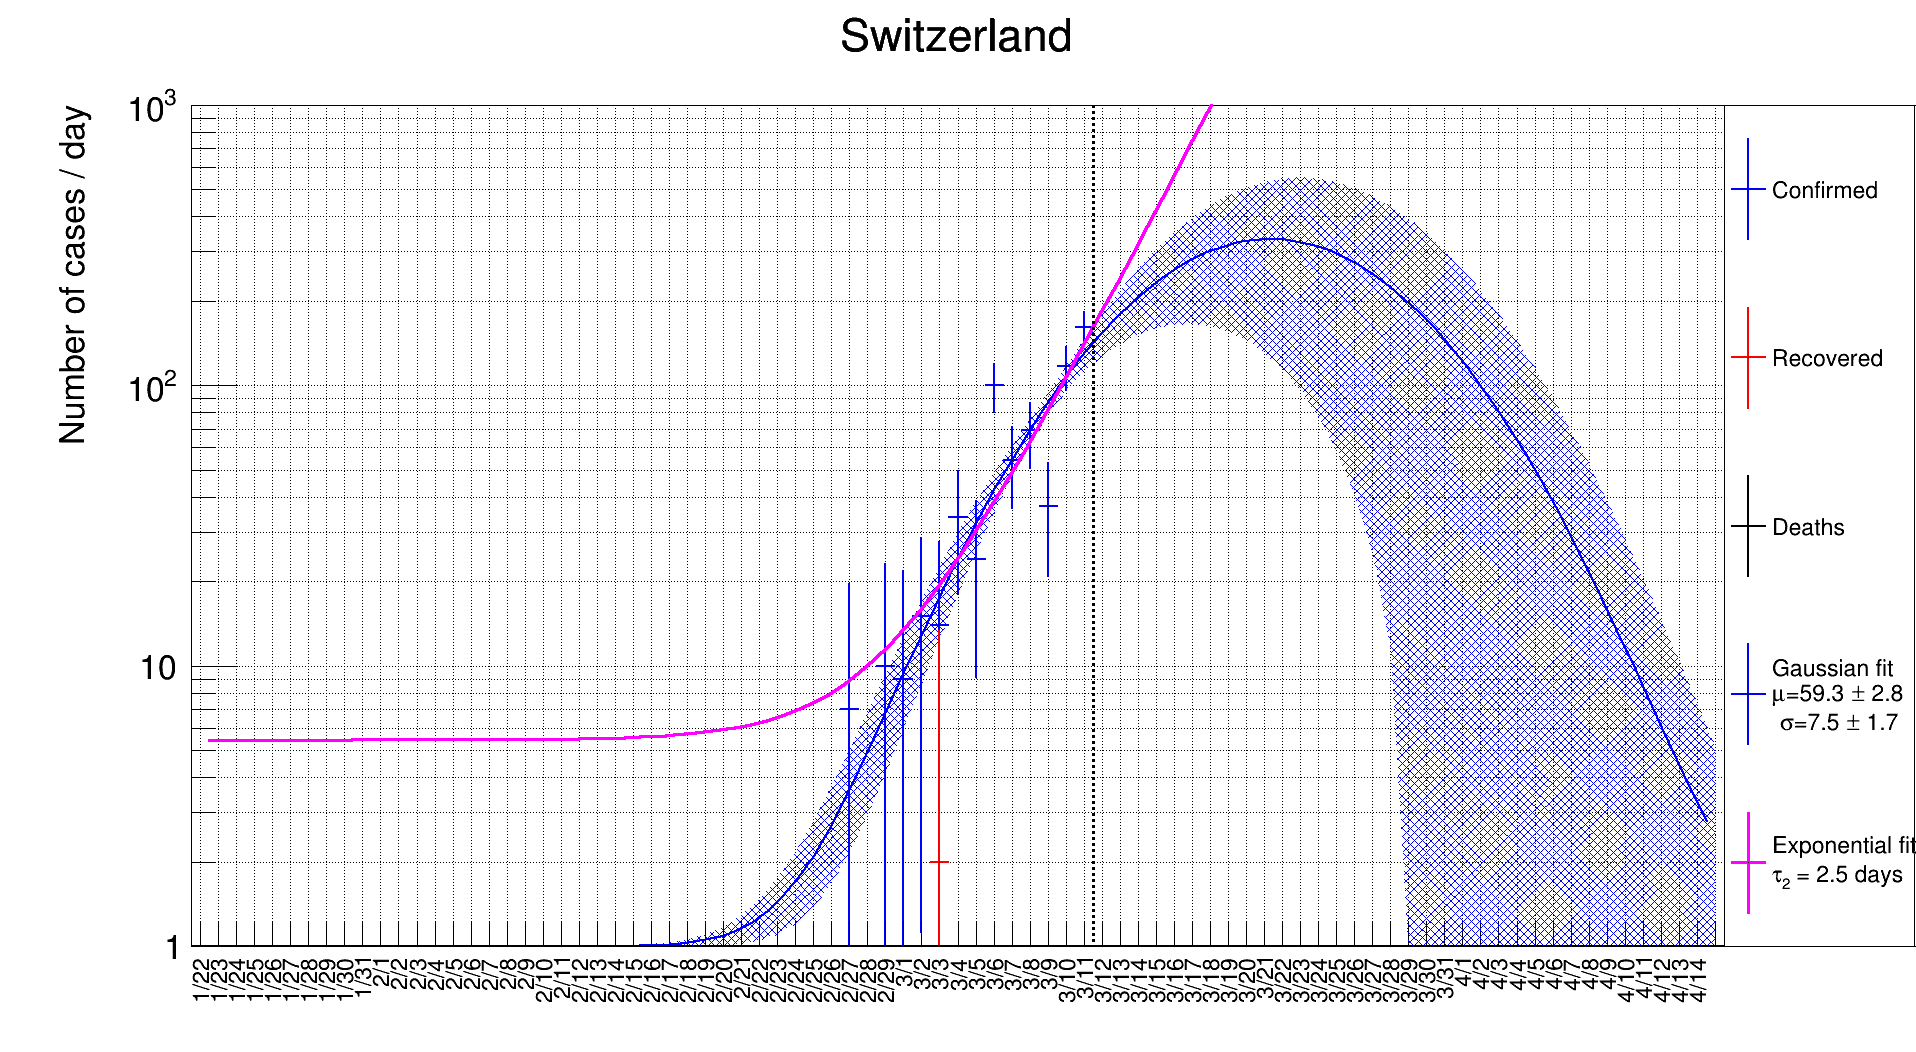 Switzerland
Number of cases / day
10³
10²
10
1
1/22 1/23 1/24 1/25 1/26 1/27 1/28 1/29 1/30 1/31 2/1 2/2 2/3 2/4 2/5 2/6 2/7 2/8 2/9 2/10 2/11 2/12 2/13 2/14 2/15 2/16 2/17 2/18 2/19 2/20 2/21 2/22 2/23 2/24 2/25 2/26 2/27 2/28 2/29 3/1 3/2 3/3 3/4 3/5 3/6 3/7 3/8 3/9 3/10 3/11 3/12 3/13 3/14 3/15 3/16 3/17 3/18 3/19 3/20 3/21 3/22 3/23 3/24 3/25 3/26 3/27 3/28 3/29 3/30 3/31 4/1 4/2 4/3 4/4 4/5 4/6 4/7 4/8 4/9 4/10 4/11 4/12 4/13 4/14
Confirmed
Recovered
Deaths
Gaussian fit
μ=59.3 ± 2.8
σ=7.5 ± 1.7
Exponential fit
τ₂ = 2.5 days